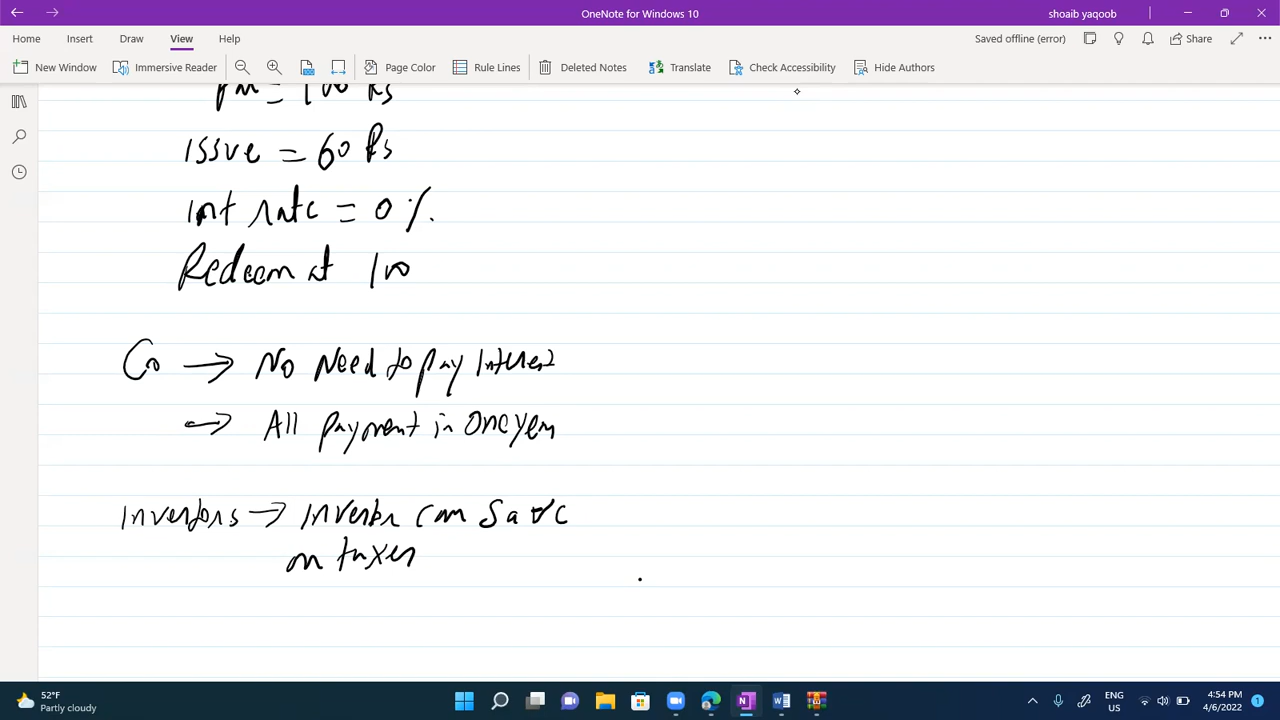 OneNote for Windows 10
shoaib yaqoob
Home Insert Draw View Help
Saved offline (error) Share
New Window Immersive Reader Page Color Rule Lines Deleted Notes Translate Check Accessibility Hide Authors
= 100 Rs
issue = 60 Rs
int rate = 0 %.
Redeem at 100
Co → No Need to pay Interest
→ All payment in One year
Investors → investor can save
on taxes
52°F
Partly cloudy
ENG
US
4:54 PM
4/6/2022
1